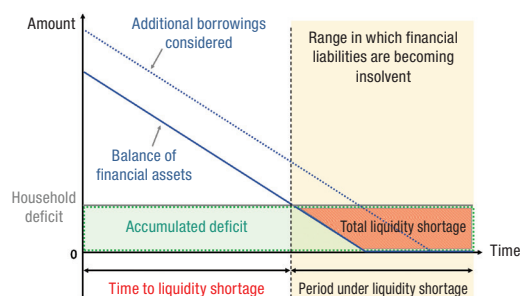 Amount
Additional borrowings
considered
Range in which financial
liabilities are becoming
insolvent
Balance of
financial assets
Household
deficit
Accumulated deficit
Total liquidity shortage
0
Time
Time to liquidity shortage
Period under liquidity shortage